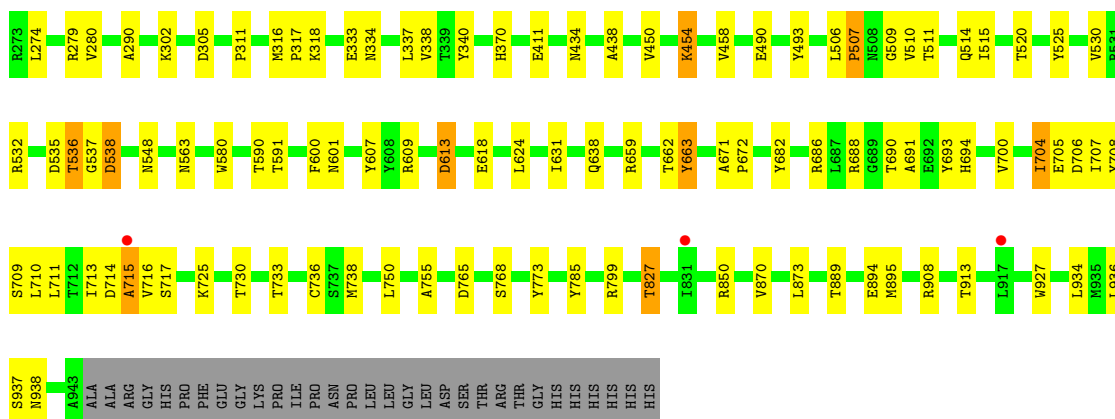 R273 L274 R279 V280 A290 K302 D305 P311 M316 P317 K318 E333 N334 L337 V338 T339 Y340 H370 E411 N434 A438 V450 K454 V458 E490 Y493 L506 P507 N508 G509 V510 T511 Q514 I515 T520 Y525 V530 R531
R532 D535 T536 G537 D538 N548 N563 W580 T590 T591 F600 N601 Y607 Y608 R609 D613 E618 L624 I631 Q638 R659 T662 Y663 A671 P672 Y682 R686 L687 R688 G689 T690 A691 E692 Y693 H694 V700 I704 E705 D706 I707 Y708
S709 L710 L711 T712 I713 D714 A715 V716 S717 K725 T730 T733 C736 S737 M738 L750 A755 D765 S768 Y773 Y785 R799 T827 I831 R850 V870 L873 T889 E894 M895 R908 T913 L917 W927 L934 M935 L936
S937 N938 A943 ALA ALA ARG GLY HIS PRO PHE GLU GLY LYS PRO ILE PRO ASN PRO LEU LEU GLY LEU ASP SER THR ARG THR GLY HIS HIS HIS HIS HIS HIS